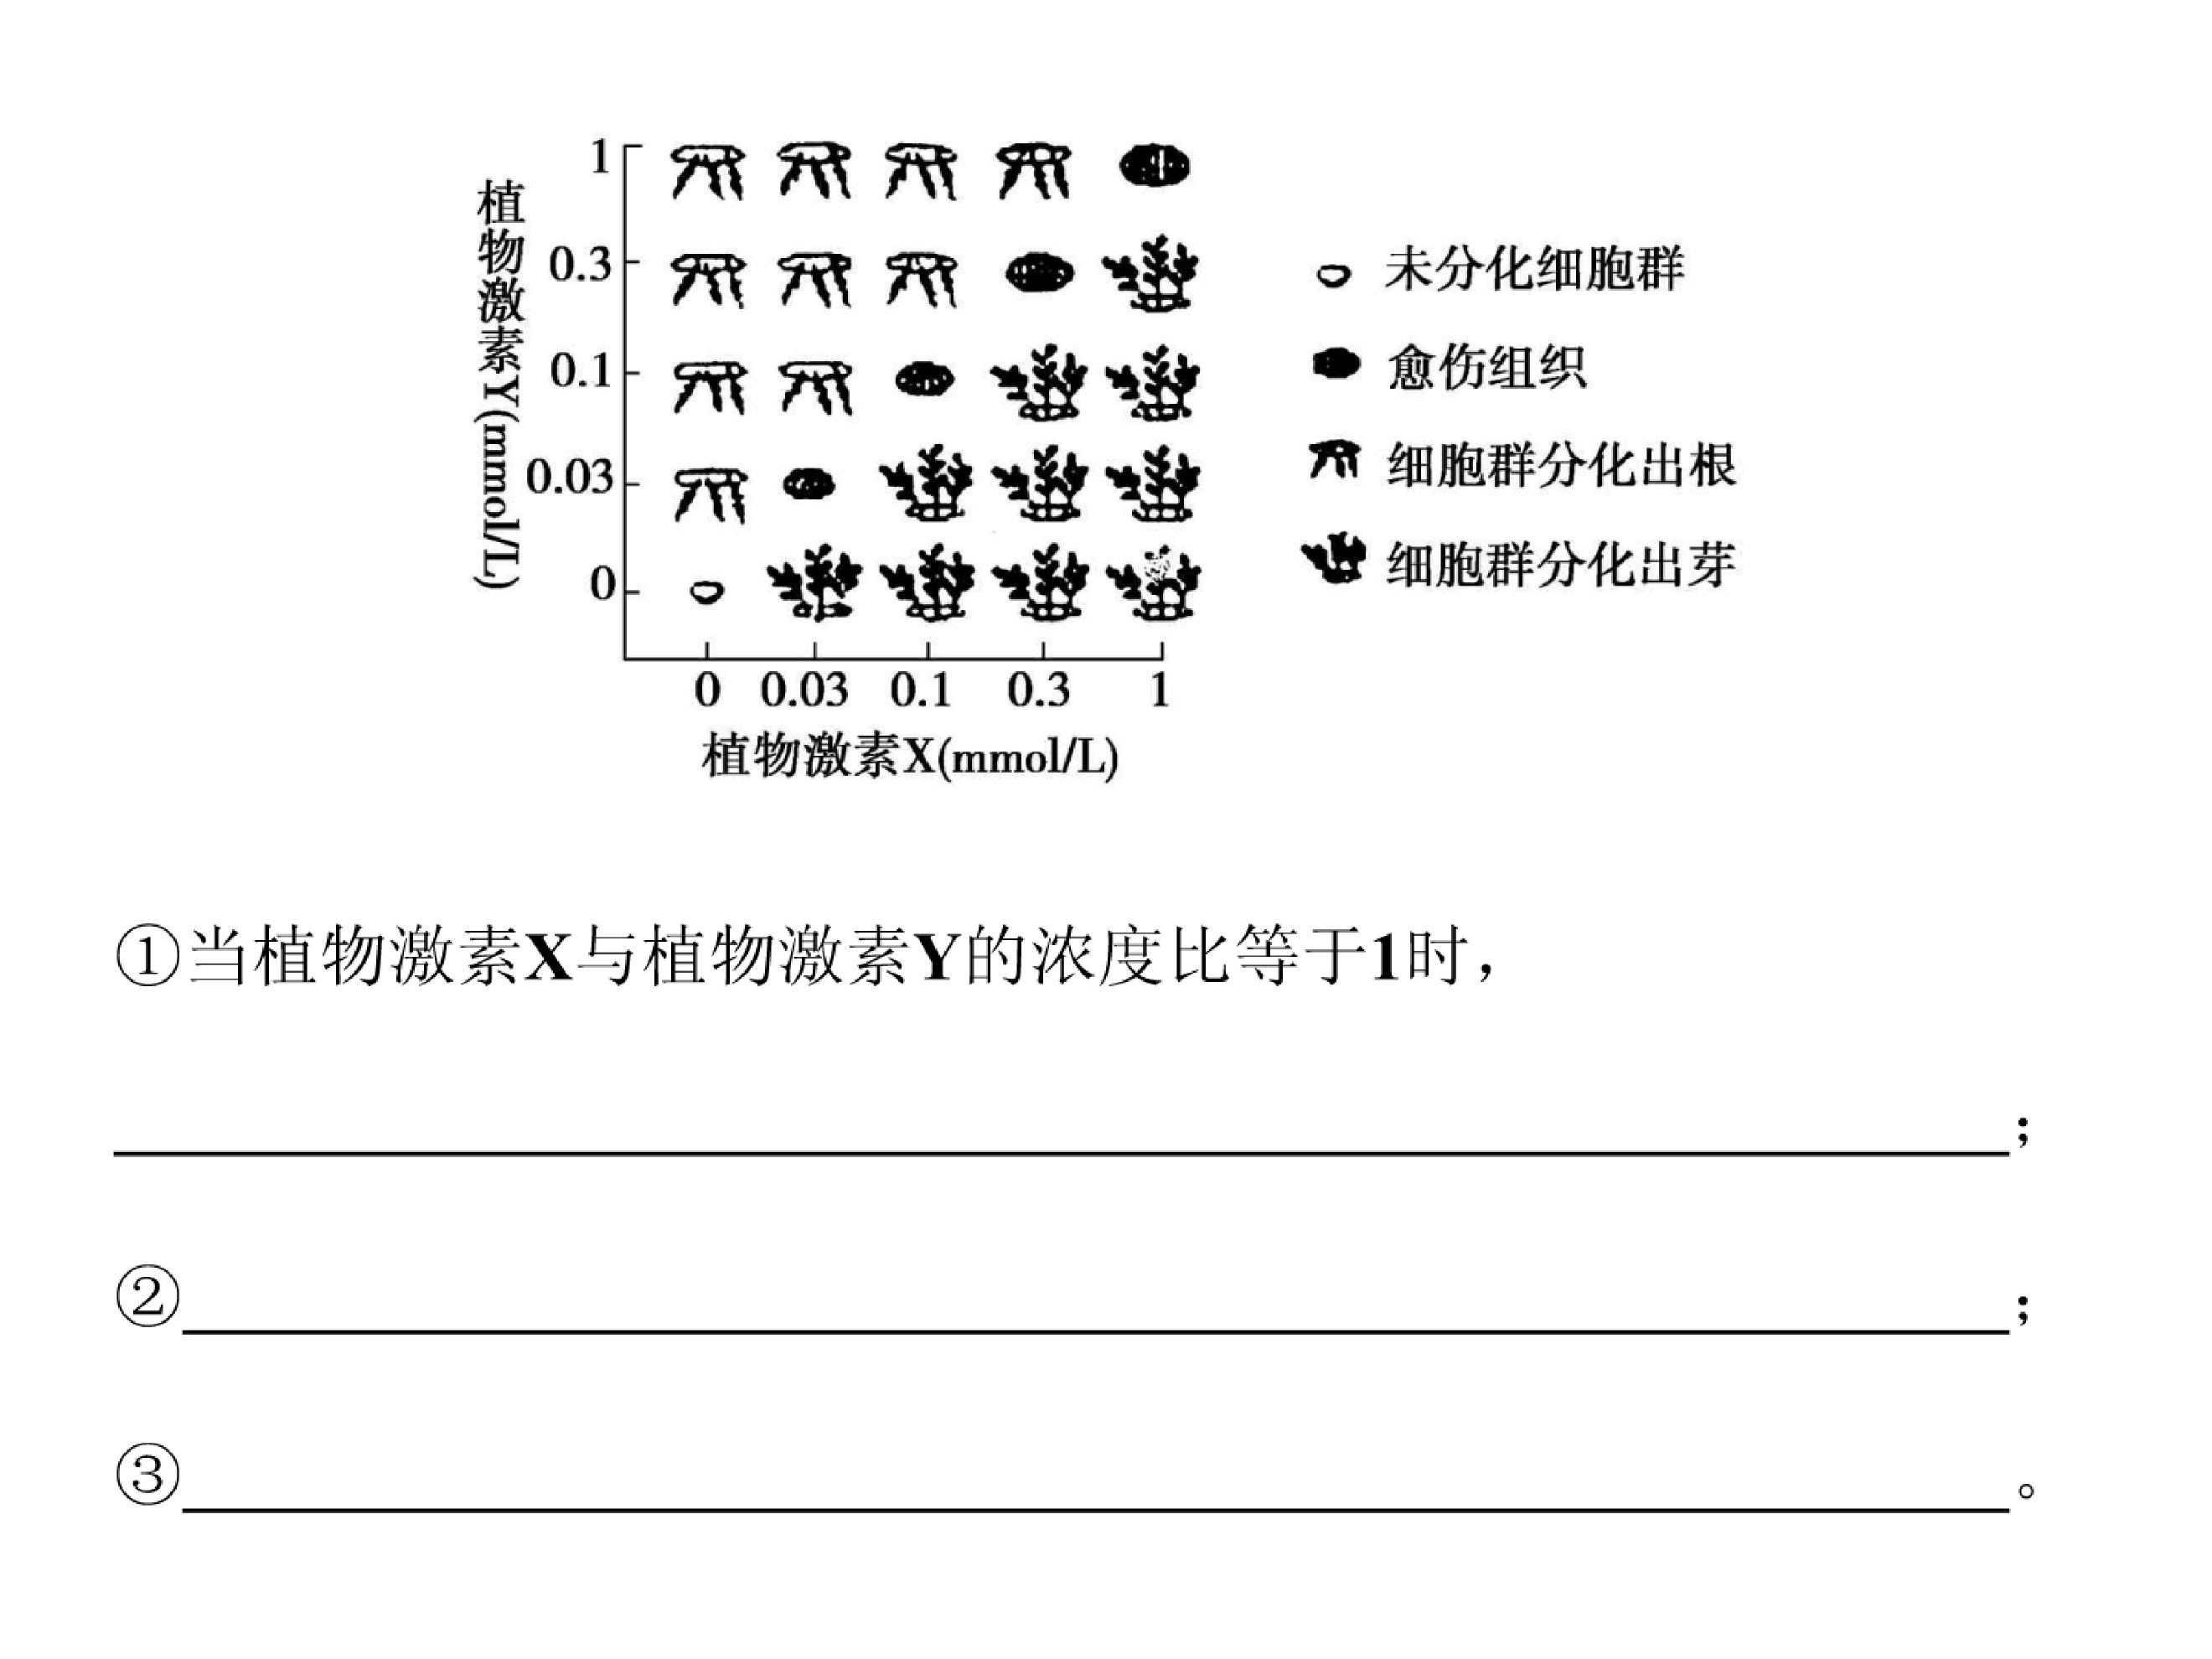 1
0.3
0.1
0.03
0
植物激素Y(mmol/L)
0 0.03 0.1 0.3 1
植物激素X(mmol/L)
未分化细胞群
愈伤组织
细胞群分化出根
细胞群分化出芽
①当植物激素X与植物激素Y的浓度比等于1时，
；
②；
③。